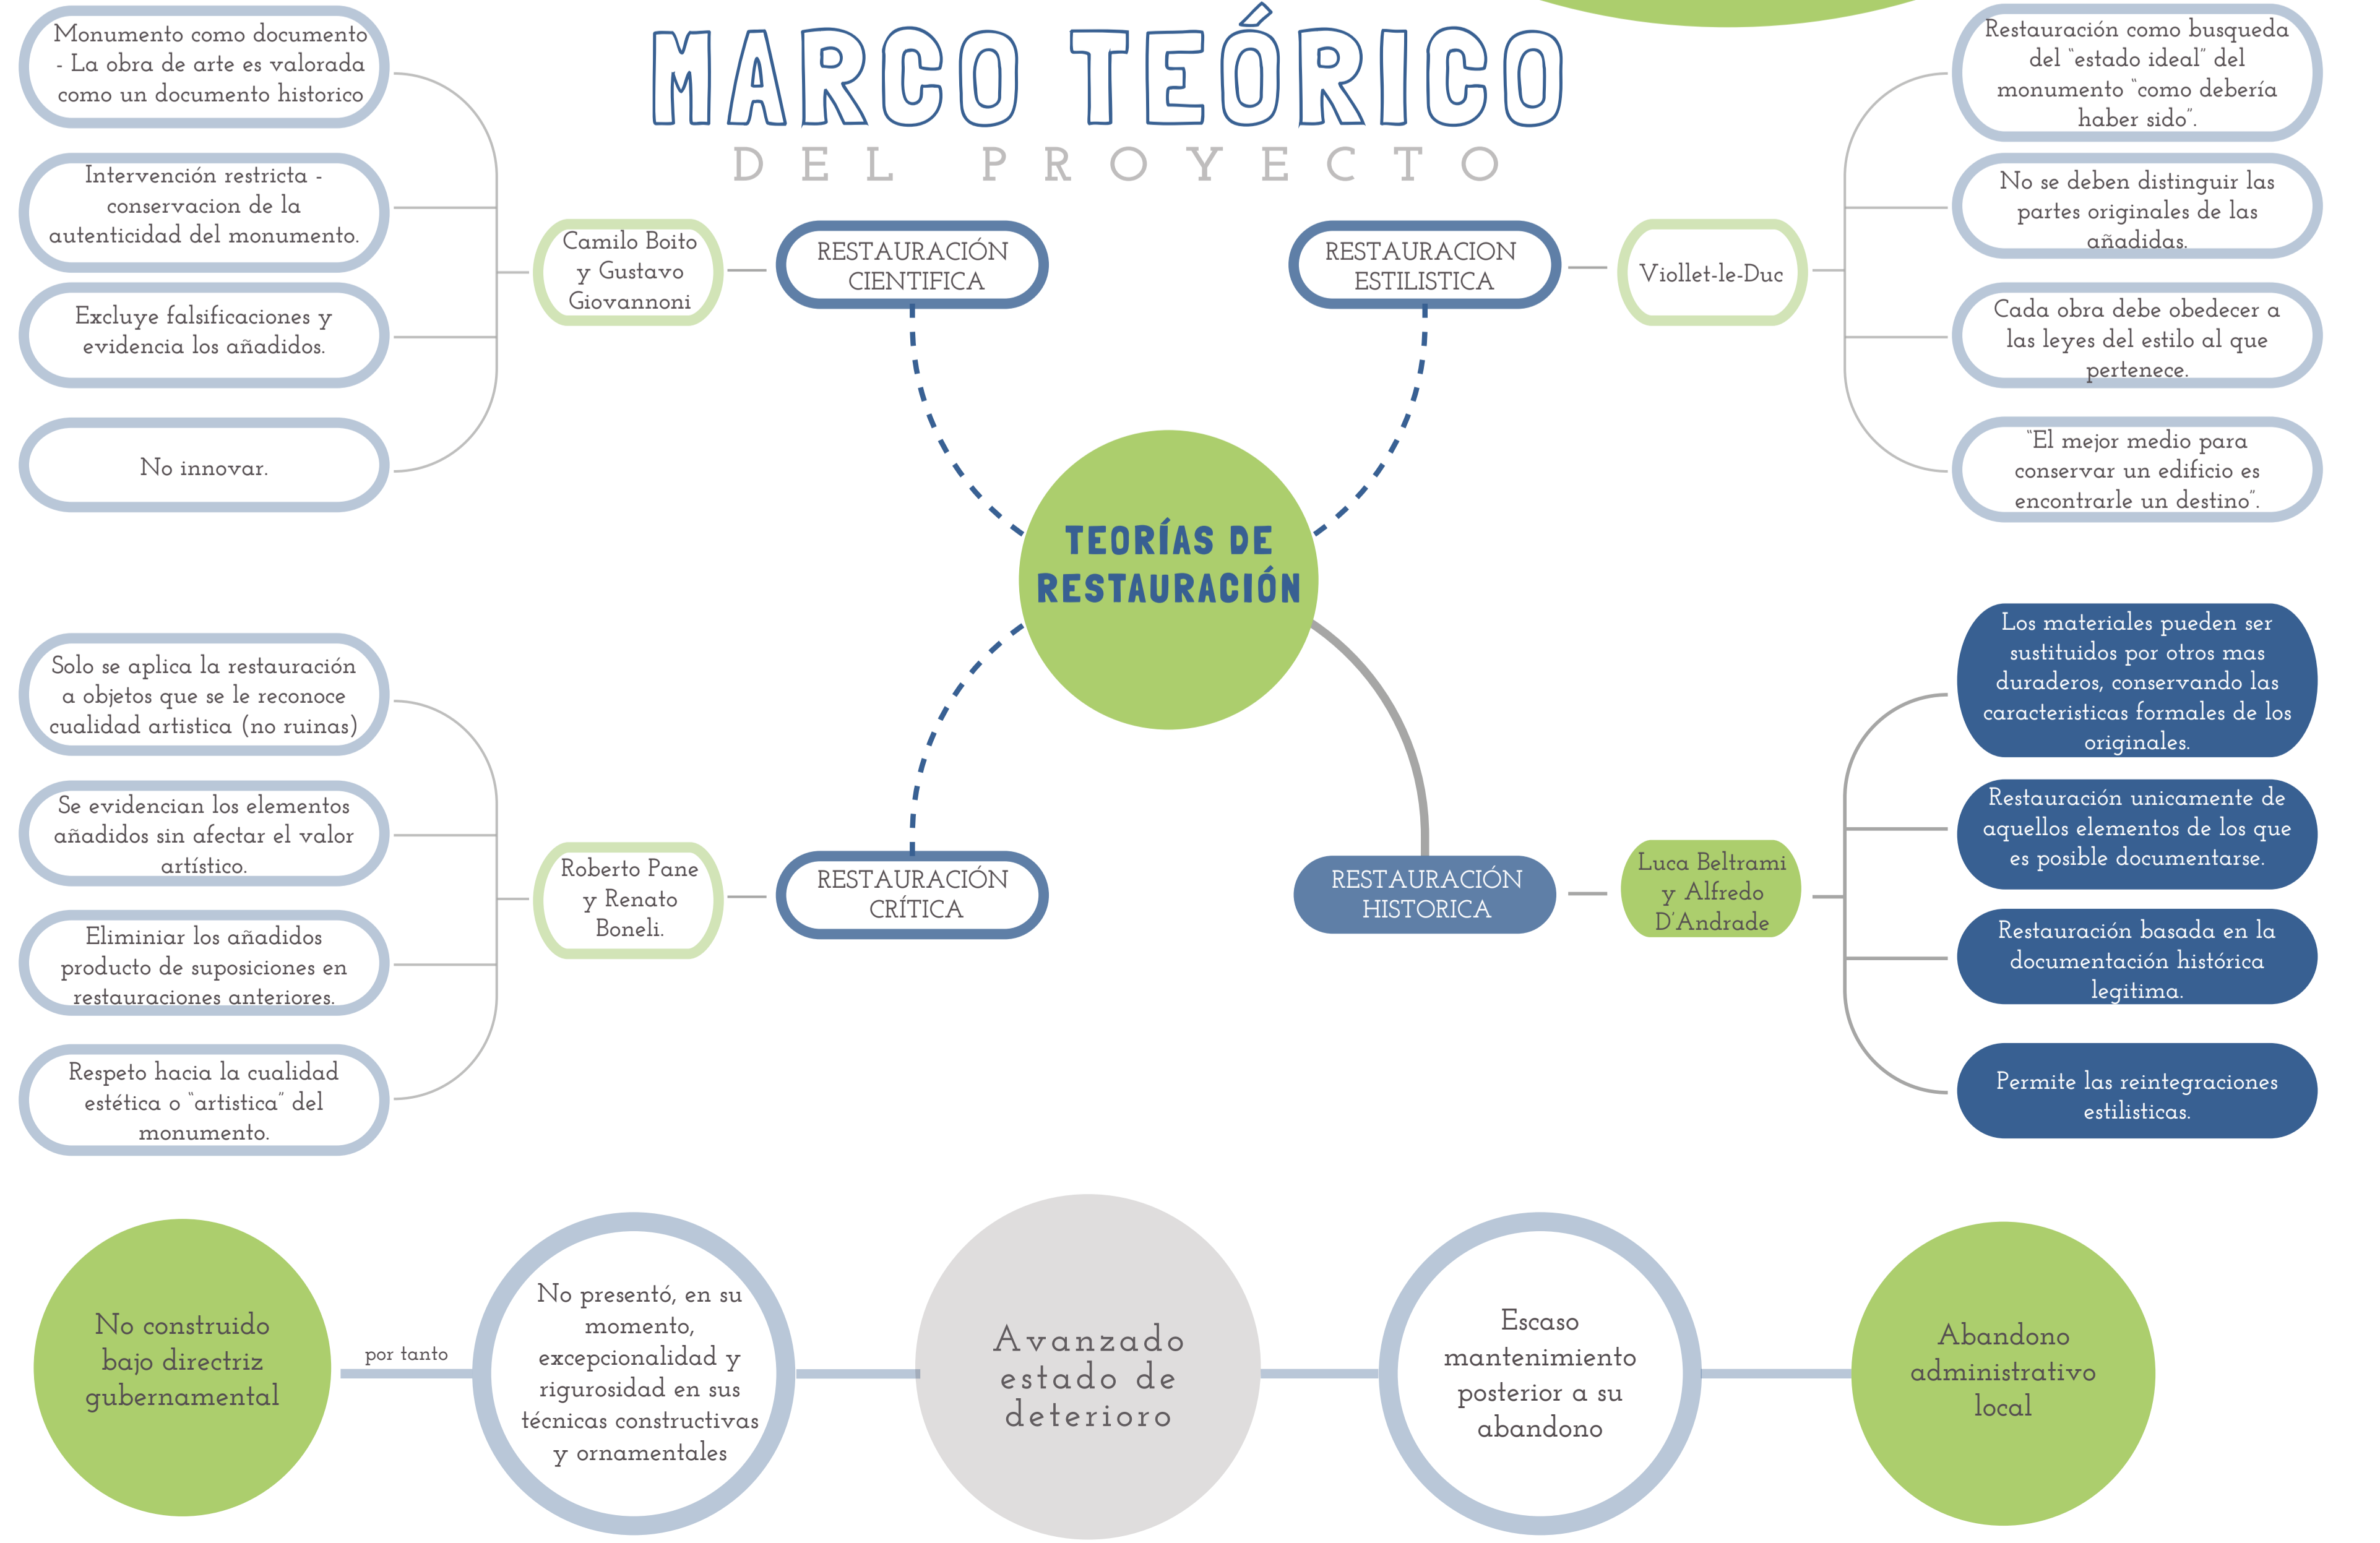 MARCO TEÓRICO
DEL PROYECTO
Monumento como documento
- La obra de arte es valorada
como un documento historico
Intervención restricta -
conservacion de la
autenticidad del monumento.
Excluye falsificaciones y
evidencia los añadidos.
No innovar.
Camilo Boito
y Gustavo
Giovannoni
RESTAURACIÓN
CIENTIFICA
RESTAURACION
ESTILISTICA
Viollet-le-Duc
Restauración como busqueda
del “estado ideal” del
monumento “como debería
haber sido”.
No se deben distinguir las
partes originales de las
añadidas.
Cada obra debe obedecer a
las leyes del estilo al que
pertenece.
“El mejor medio para
conservar un edificio es
encontrarle un destino”.
TEORÍAS DE
RESTAURACIÓN
Solo se aplica la restauración
a objetos que se le reconoce
cualidad artistica (no ruinas)
Se evidencian los elementos
añadidos sin afectar el valor
artístico.
Eliminiar los añadidos
producto de suposiciones en
restauraciones anteriores.
Respeto hacia la cualidad
estética o “artistica” del
monumento.
Roberto Pane
y Renato
Boneli.
RESTAURACIÓN
CRÍTICA
RESTAURACIÓN
HISTORICA
Luca Beltrami
y Alfredo
D’Andrade
Los materiales pueden ser
sustituidos por otros mas
duraderos, conservando las
caracteristicas formales de los
originales.
Restauración unicamente de
aquellos elementos de los que
es posible documentarse.
Restauración basada en la
documentación histórica
legitima.
Permite las reintegraciones
estilisticas.
No construido
bajo directriz
gubernamental
por tanto
No presentó, en su
momento,
excepcionalidad y
rigurosidad en sus
técnicas constructivas
y ornamentales
Avanzado
estado de
deterioro
Escaso
mantenimiento
posterior a su
abandono
Abandono
administrativo
local